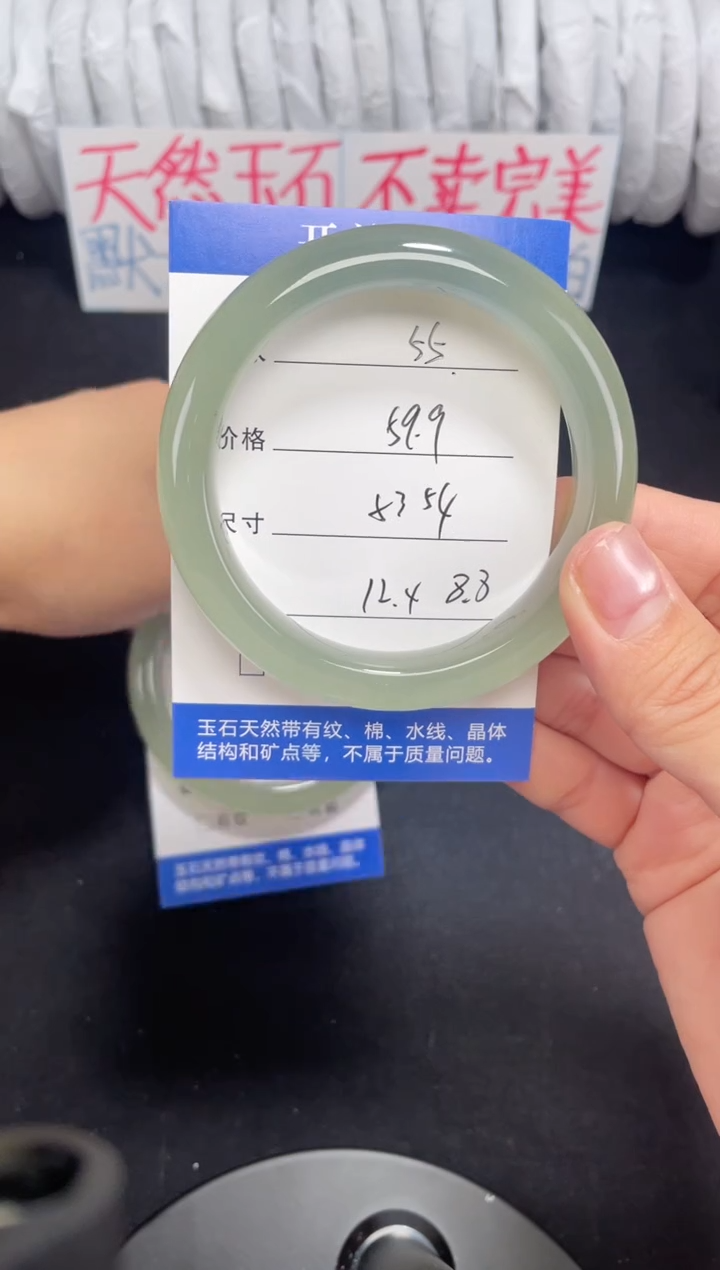 天然玉石 不卖完美
55
价格 59.9
尺寸 53 54
12.4 8.3
玉石天然带有纹、棉、水线、晶体
结构和矿点等，不属于质量问题。